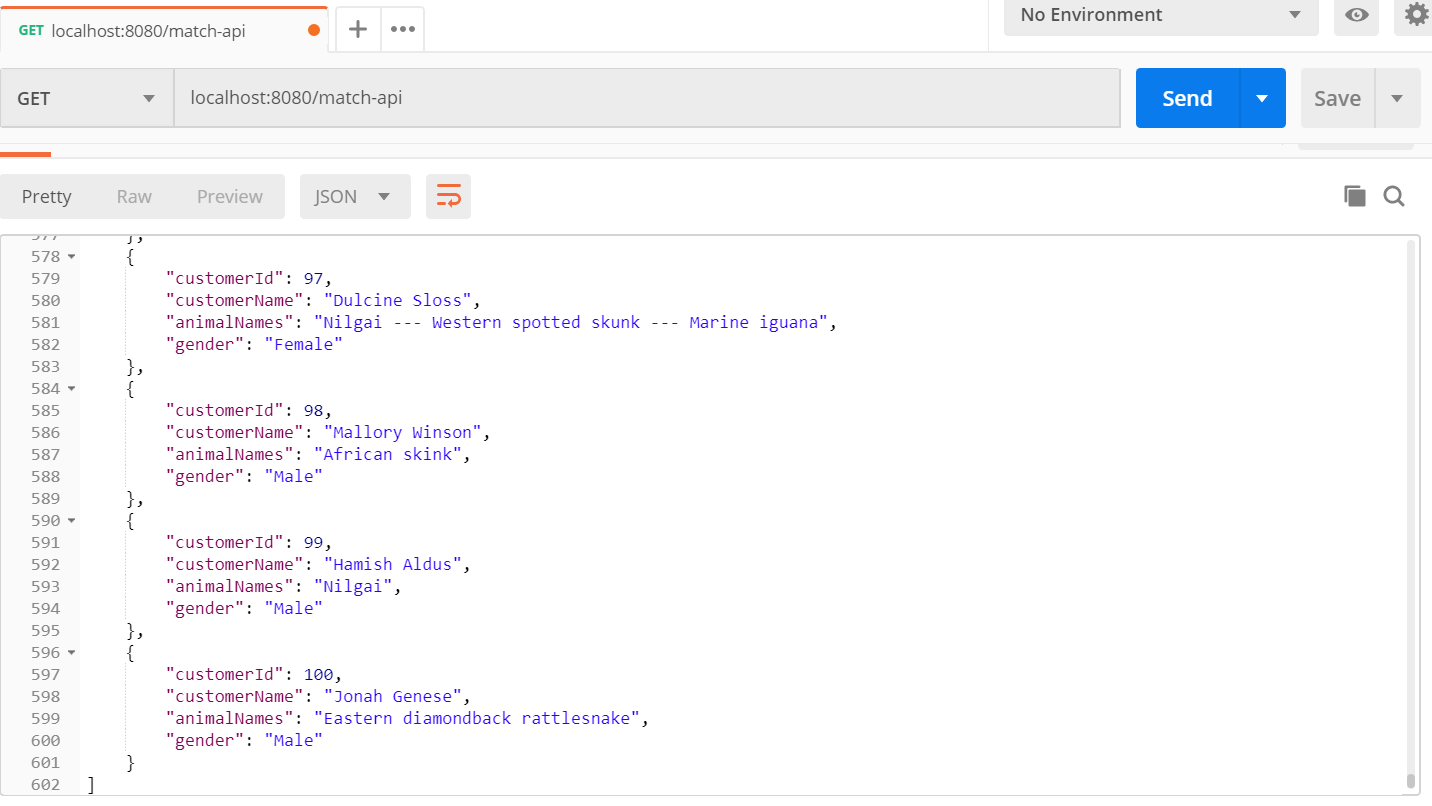 GET localhost:8080/match-api
No Environment
GET localhost:8080/match-api Send Save
Pretty Raw Preview JSON
577 },
578 {
579 "customerId": 97,
580 "customerName": "Dulcine Sloss",
581 "animalNames": "Nilgai --- Western spotted skunk --- Marine iguana",
582 "gender": "Female"
583 },
584 {
585 "customerId": 98,
586 "customerName": "Mallory Winson",
587 "animalNames": "African skink",
588 "gender": "Male"
589 },
590 {
591 "customerId": 99,
592 "customerName": "Hamish Aldus",
593 "animalNames": "Nilgai",
594 "gender": "Male"
595 },
596 {
597 "customerId": 100,
598 "customerName": "Jonah Genese",
599 "animalNames": "Eastern diamondback rattlesnake",
600 "gender": "Male"
601 }
602 ]